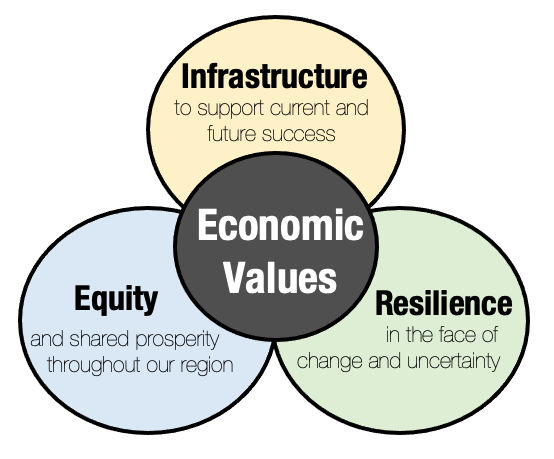 Infrastructure
to support current and
future success
Economic
Values
Equity
and shared prosperity
throughout our region
Resilience
in the face of
change and uncertainty